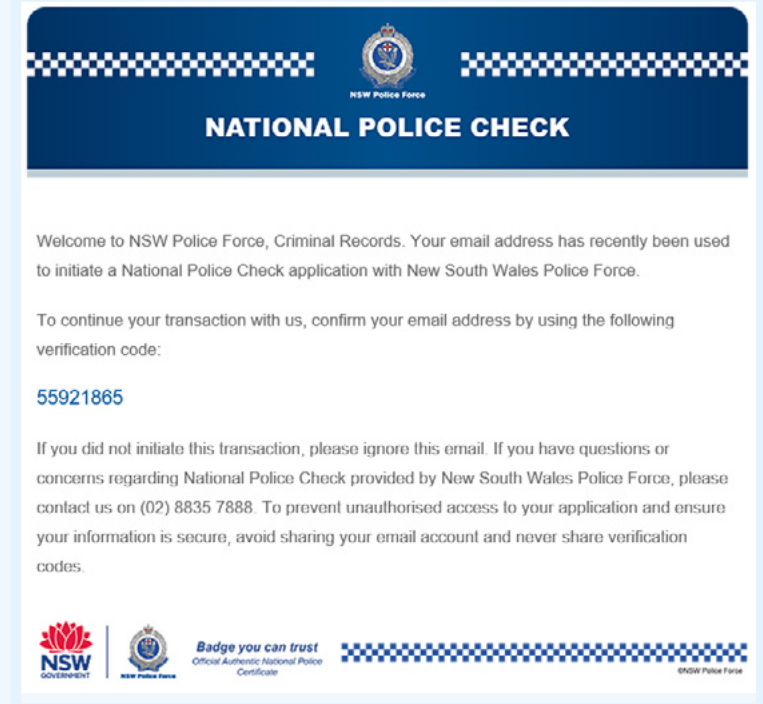 NSW Police Force
NATIONAL POLICE CHECK
Welcome to NSW Police Force, Criminal Records. Your email address has recently been used
to initiate a National Police Check application with New South Wales Police Force.
To continue your transaction with us, confirm your email address by using the following
verification code:
55921865
If you did not initiate this transaction, please ignore this email. If you have questions or
concerns regarding National Police Check provided by New South Wales Police Force, please
contact us on (02) 8835 7888. To prevent unauthorised access to your application and ensure
your information is secure, avoid sharing your email account and never share verification
codes.
NSW
GOVERNMENT
NSW Police Force
Badge you can trust
Official Authentic National Police
Certificate
©NSW Police Force